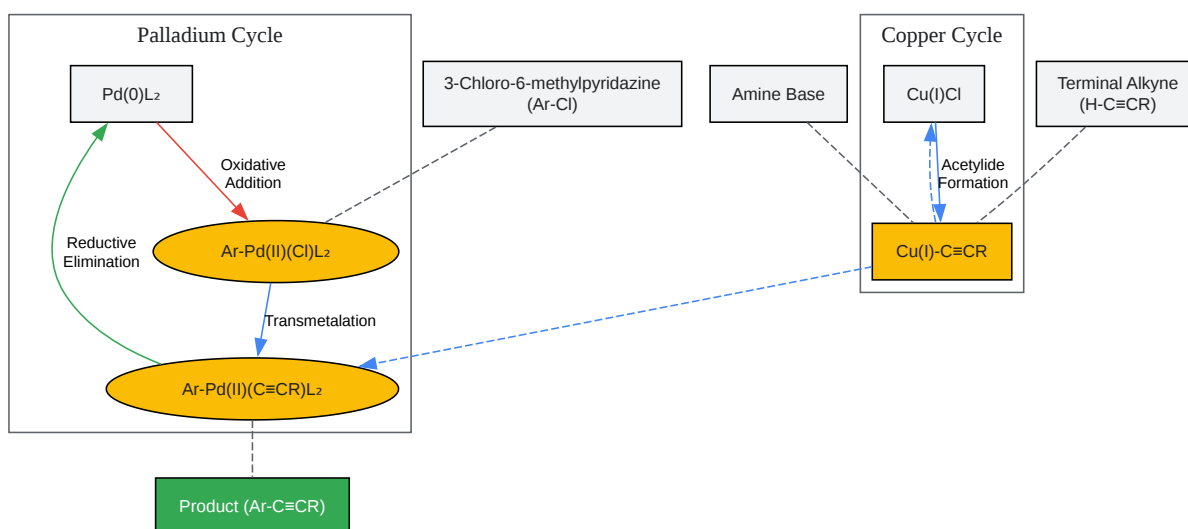 Palladium Cycle
Copper Cycle
Pd(0)L₂
3-Chloro-6-methylpyridazine
(Ar-Cl)
Amine Base
Cu(I)Cl
Terminal Alkyne
(H-C≡CR)
Oxidative
Addition
Acetylide
Formation
Reductive
Elimination
Ar-Pd(II)(Cl)L₂
Cu(I)-C≡CR
Transmetalation
Ar-Pd(II)(C≡CR)L₂
Product (Ar-C≡CR)